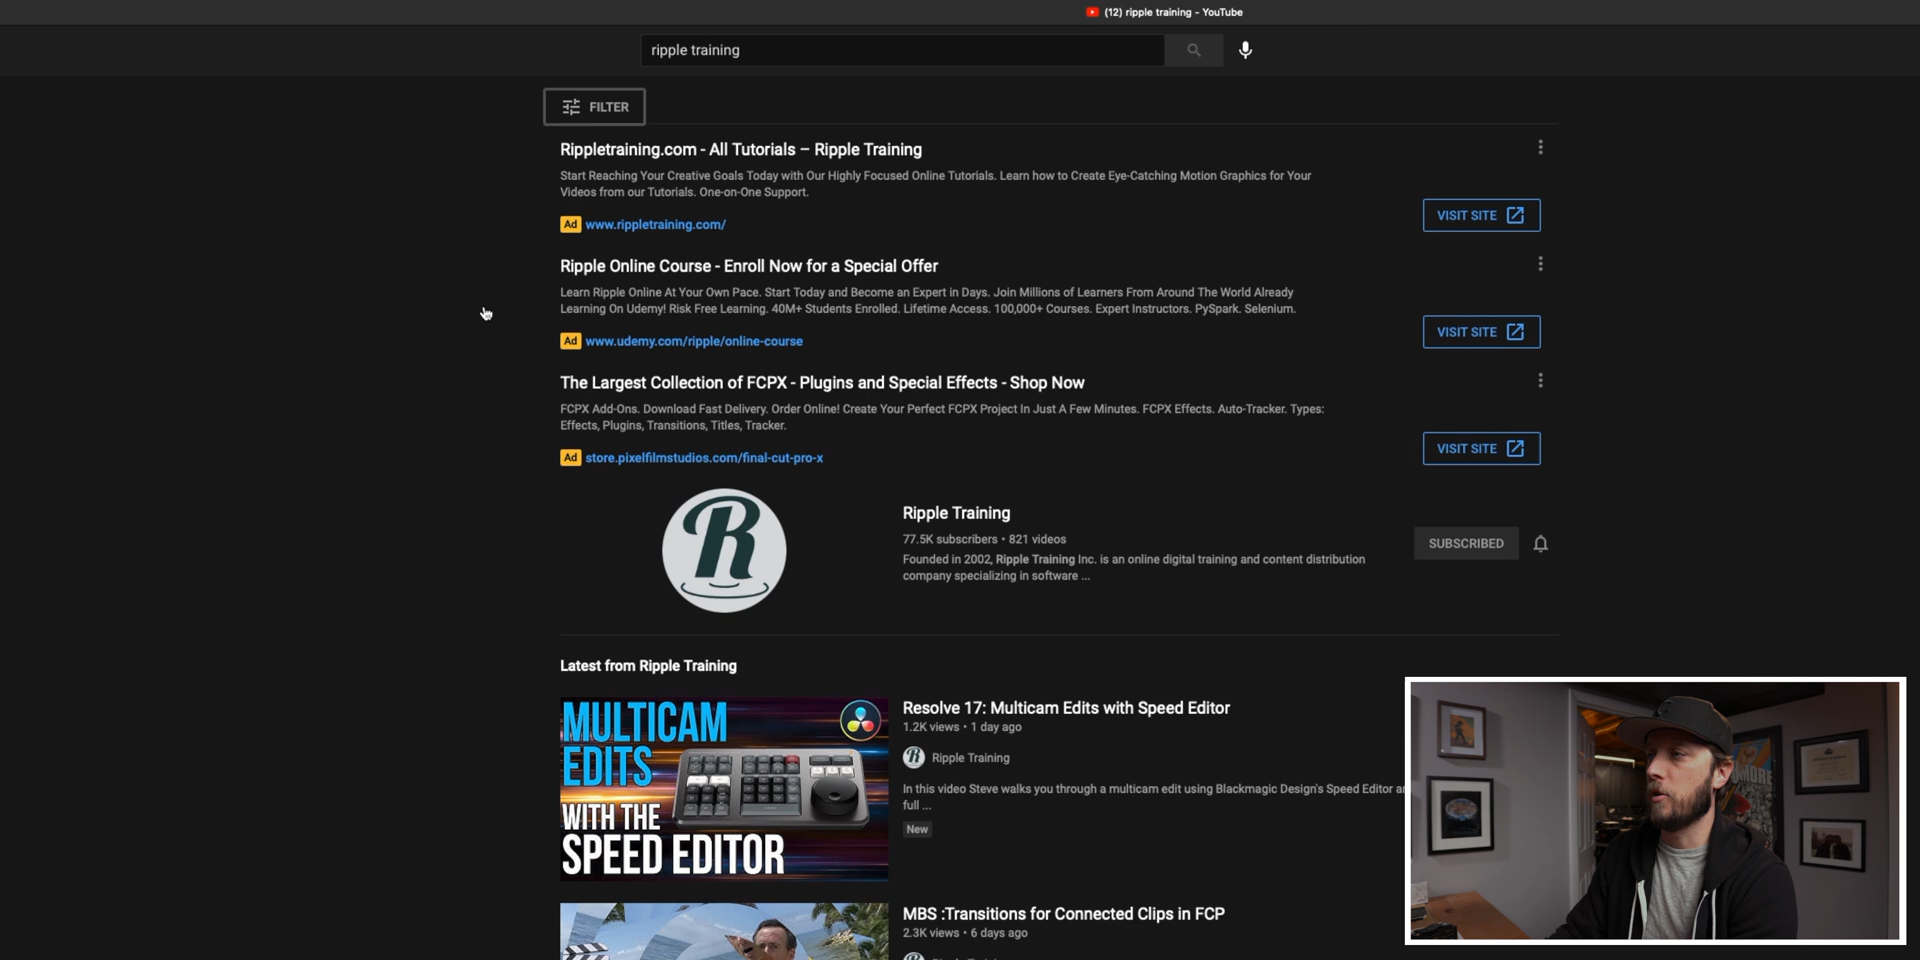 (12) ripple training - YouTube
ripple training
FILTER
Rippletraining.com - All Tutorials – Ripple Training
Start Reaching Your Creative Goals Today with Our Highly Focused Online Tutorials. Learn how to Create Eye-Catching Motion Graphics for Your
Videos from our Tutorials. One-on-One Support.
VISIT SITE
Ad www.rippletraining.com/
Ripple Online Course - Enroll Now for a Special Offer
Learn Ripple Online At Your Own Pace. Start Today and Become an Expert in Days. Join Millions of Learners From Around The World Already
Learning On Udemy! Risk Free Learning. 40M+ Students Enrolled. Lifetime Access. 100,000+ Courses. Expert Instructors. PySpark. Selenium.
VISIT SITE
Ad www.udemy.com/ripple/online-course
The Largest Collection of FCPX - Plugins and Special Effects - Shop Now
FCPX Add-Ons. Download Fast Delivery. Order Online! Create Your Perfect FCPX Project In Just A Few Minutes. FCPX Effects. Auto-Tracker. Types:
Effects, Plugins, Transitions, Titles, Tracker.
VISIT SITE
Ad store.pixelfilmstudios.com/final-cut-pro-x
R
Ripple Training
77.5K subscribers • 821 videos
Founded in 2002, Ripple Training Inc. is an online digital training and content distribution
company specializing in software ...
SUBSCRIBED
Latest from Ripple Training
MULTICAM
EDITS
WITH THE
SPEED EDITOR
Resolve 17: Multicam Edits with Speed Editor
1.2K views • 1 day ago
R Ripple Training
In this video Steve walks you through a multicam edit using Blackmagic Design's Speed Editor
full ...
New
MBS :Transitions for Connected Clips in FCP
2.3K views • 6 days ago